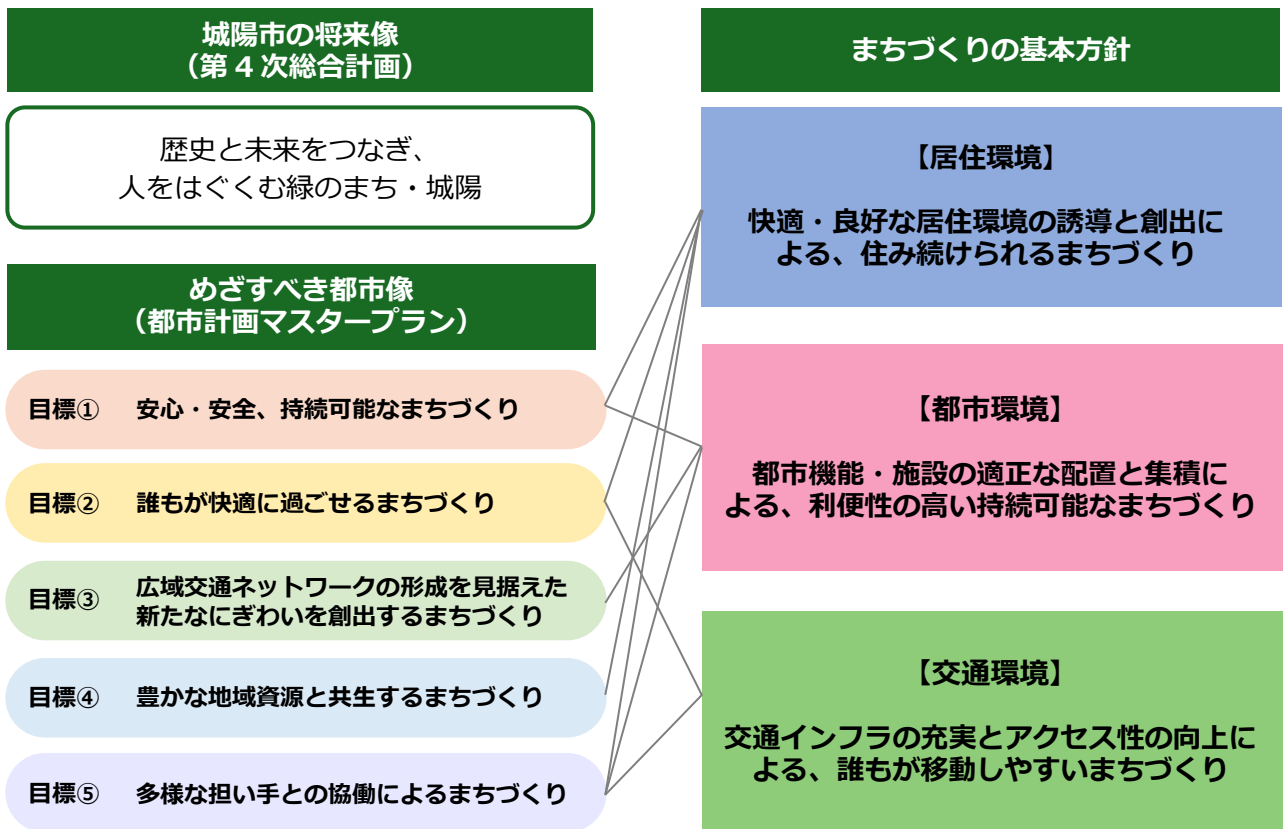 城陽市の将来像
（第４次総合計画）
歴史と未来をつなぎ、
人をはぐくむ緑のまち・城陽
めざすべき都市像
（都市計画マスタープラン）
目標① 安心・安全、持続可能なまちづくり
目標② 誰もが快適に過ごせるまちづくり
目標③ 広域交通ネットワークの形成を見据えた
新たなにぎわいを創出するまちづくり
目標④ 豊かな地域資源と共生するまちづくり
目標⑤ 多様な担い手との協働によるまちづくり
まちづくりの基本方針
【居住環境】
快適・良好な居住環境の誘導と創出に
よる、住み続けられるまちづくり
【都市環境】
都市機能・施設の適正な配置と集積に
よる、利便性の高い持続可能なまちづくり
【交通環境】
交通インフラの充実とアクセス性の向上に
よる、誰もが移動しやすいまちづくり